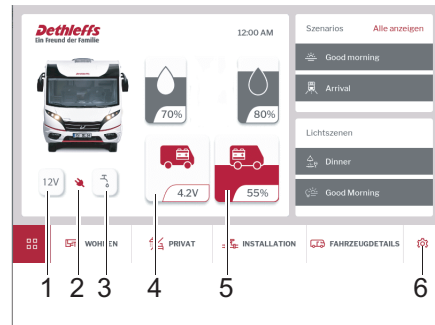 Dethleffs
Ein Freund der Familie
12:00 AM
70%
80%
4.2V
55%
12V
Szenarios
Alle anzeigen
Good morning
Arrival
Lichtszenen
Dinner
Good Morning
WOHNEN
PRIVAT
INSTALLATION
FAHRZEUGDETAILS
1 2 3 4 5 6